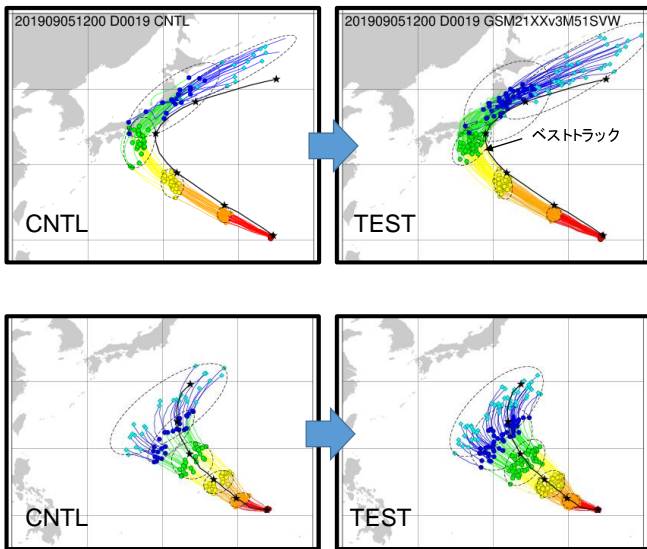 201909051200 D0019 CNTL
CNTL
201909051200 D0019 GSM21XXv3M51SVW
ベストトラック
TEST
CNTL
TEST